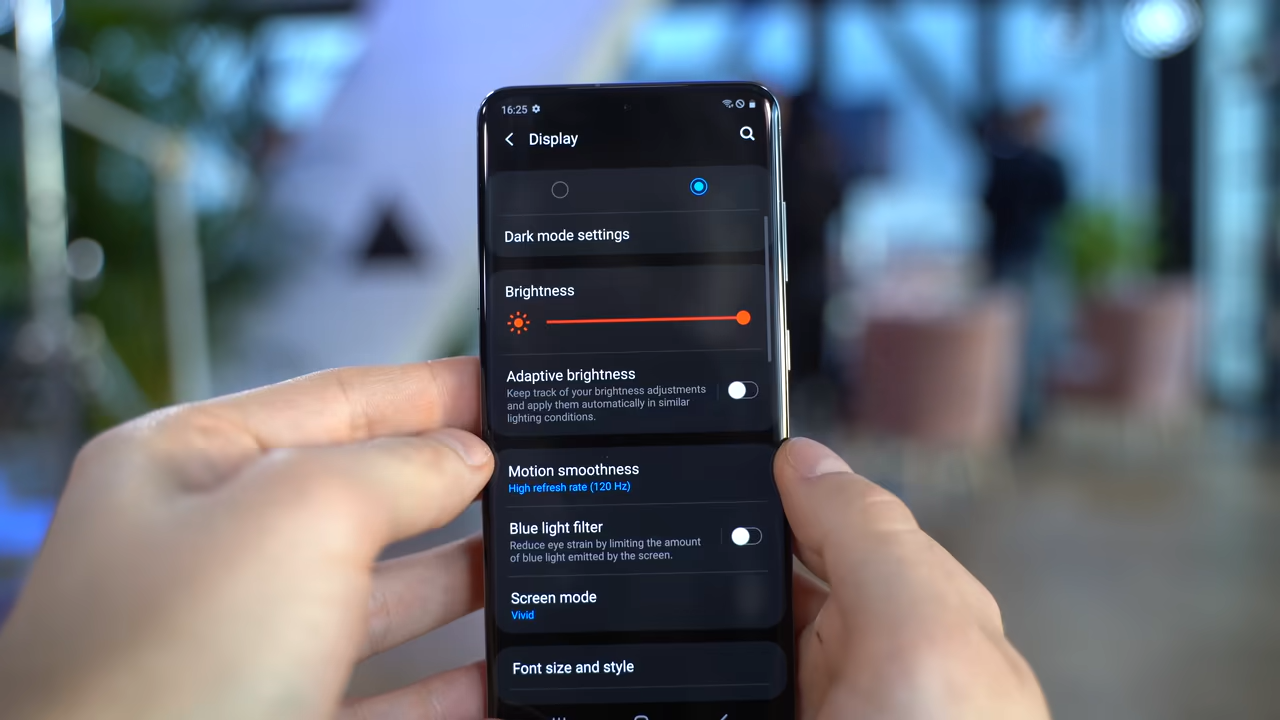 16:25
Display
Dark mode settings
Brightness
Adaptive brightness
Keep track of your brightness adjustments
and apply them automatically in similar
lighting conditions.
Motion smoothness
High refresh rate (120 Hz)
Blue light filter
Reduce eye strain by limiting the amount
of blue light emitted by the screen.
Screen mode
Vivid
Font size and style